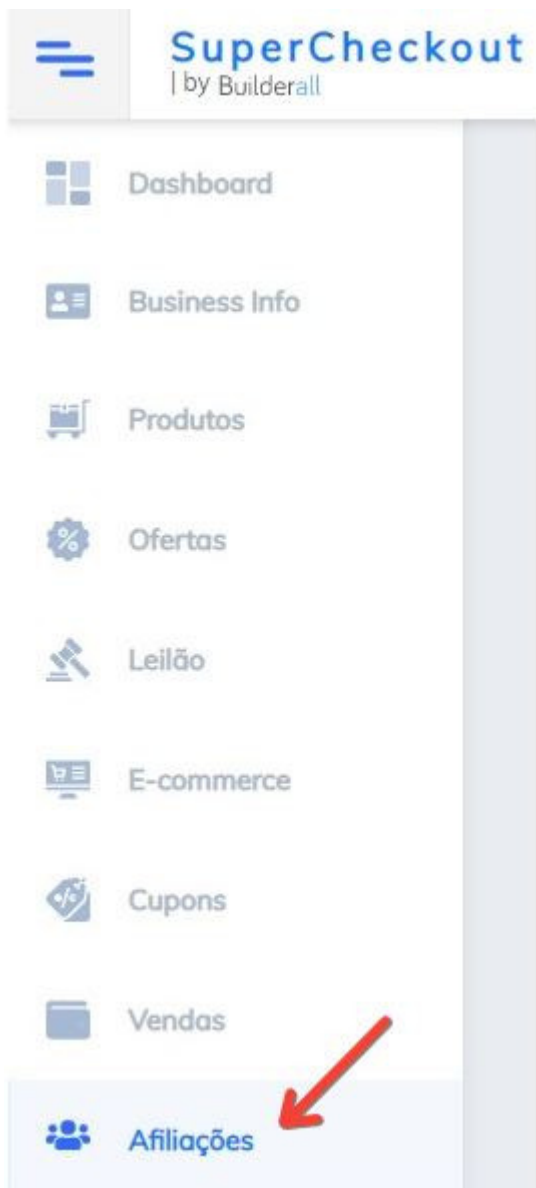 SuperCheckout
| by Builderall
Dashboard
Business Info
Produtos
Ofertas
Leilão
E-commerce
Cupons
Vendas
Afiliações